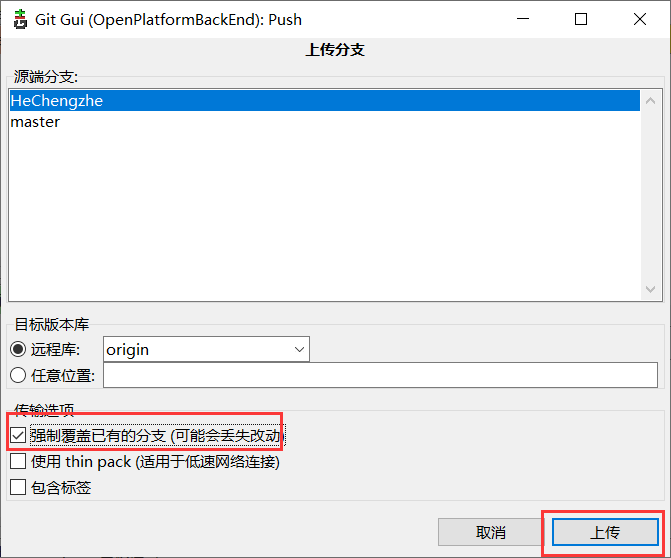 Git Gui (OpenPlatformBackEnd): Push
上传分支
源端分支:
HeChengzhe
master
目标版本库
远程库: origin
任意位置:
传输选项
强制覆盖已有的分支 (可能会丢失改动)
使用 thin pack (适用于低速网络连接)
包含标签
取消 上传